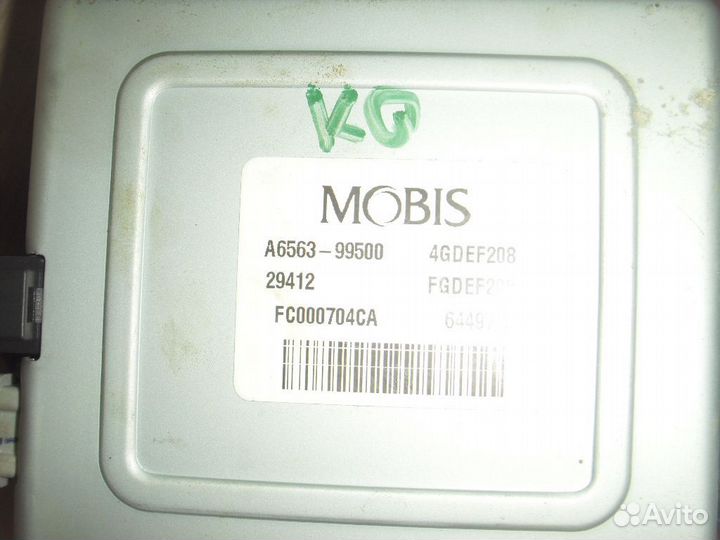 KG
MOBIS
A6563-99500 4GDEF208
29412
FC000704CA
Avito